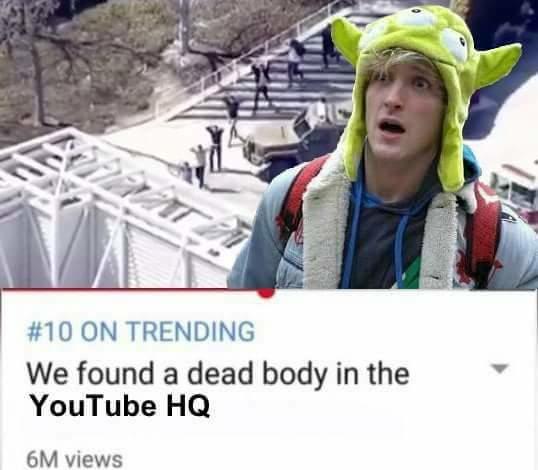 #10 ON TRENDING
We found a dead body in the
YouTube HQ
6M views